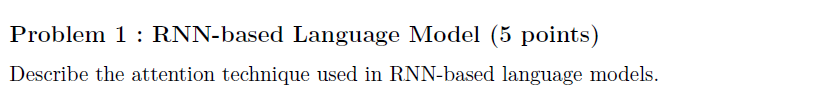 Problem 1 : RNN-based Language Model (5 points)
Describe the attention technique used in RNN-based language models.